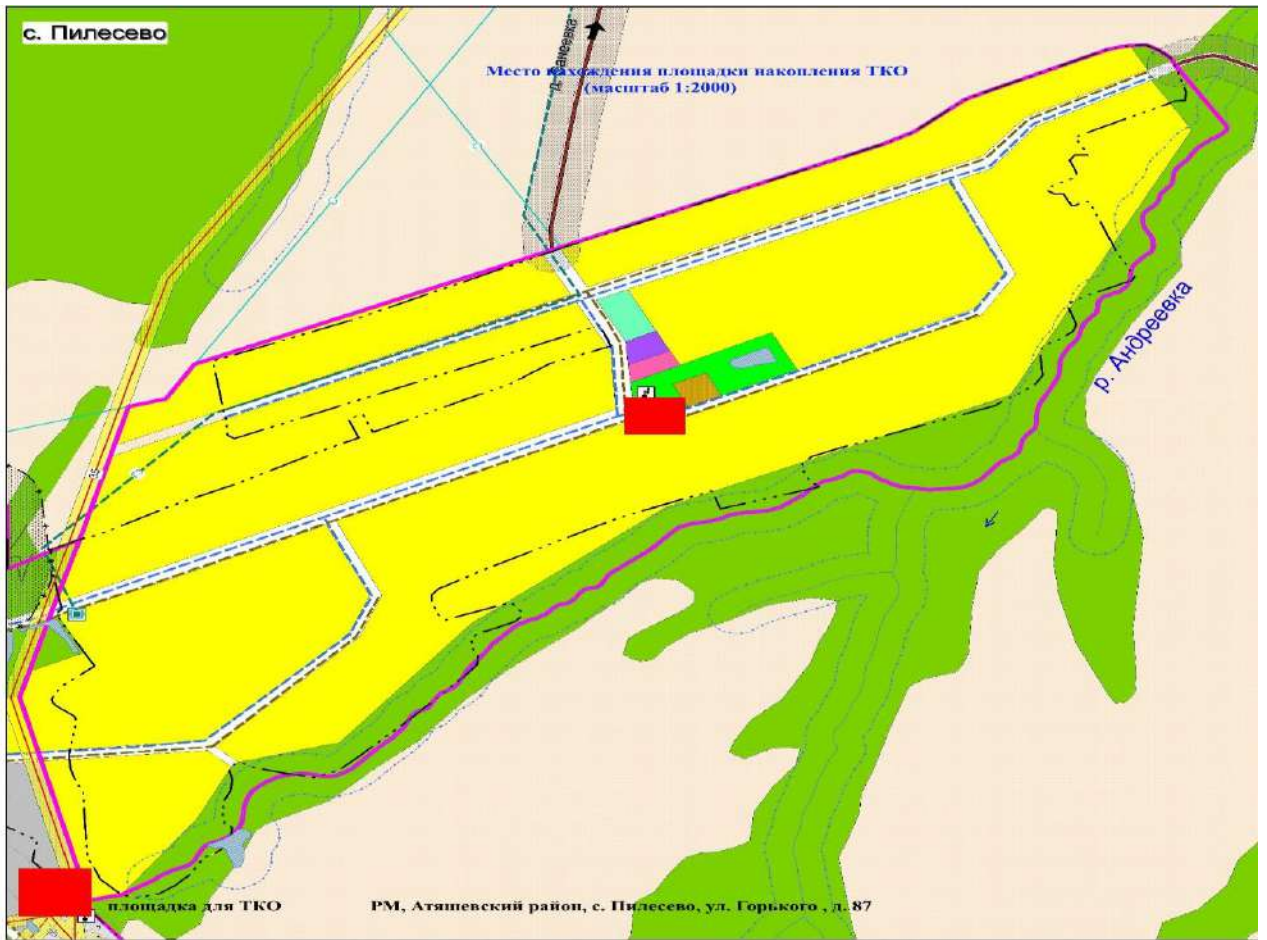 с. Пилесево
Место нахождения площадки накопления ТКО
(масштаб 1:2000)
р. Андреевка
площадка для ТКО
РМ, Атяшевский район, с. Пилесево, ул. Горького , д. 87